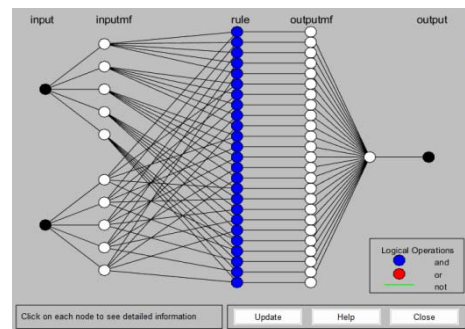 input inputmf rule outputmf output
Logical Operations
and
or
not
Click on each node to see detailed information
Update Help Close